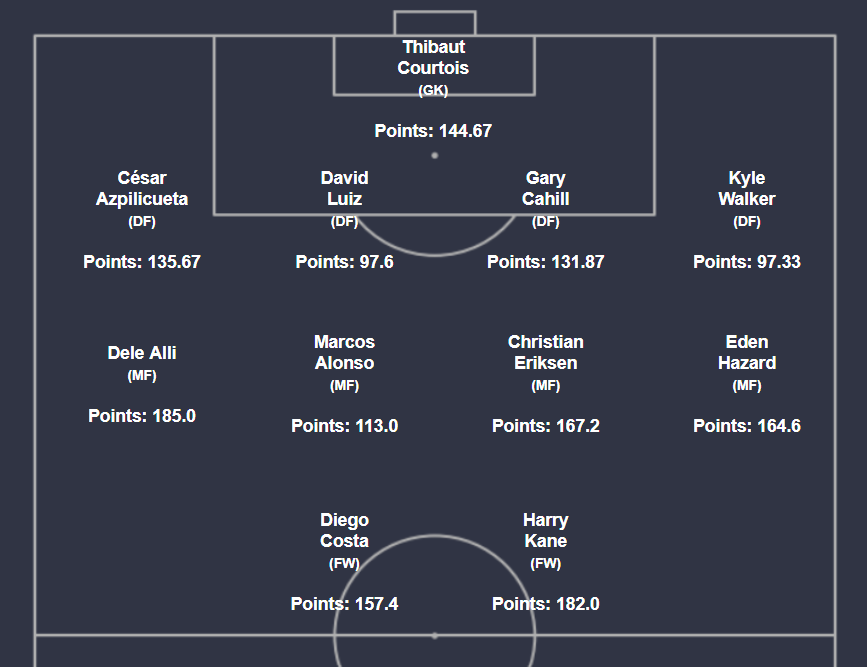 Thibaut
Courtois
(GK)
Points: 144.67
César
Azpilicueta
(DF)
Points: 135.67
David
Luiz
(DF)
Points: 97.6
Gary
Cahill
(DF)
Points: 131.87
Kyle
Walker
(DF)
Points: 97.33
Dele Alli
(MF)
Points: 185.0
Marcos
Alonso
(MF)
Points: 113.0
Christian
Eriksen
(MF)
Points: 167.2
Eden
Hazard
(MF)
Points: 164.6
Diego
Costa
(FW)
Points: 157.4
Harry
Kane
(FW)
Points: 182.0